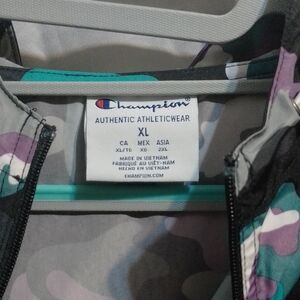 Champion
AUTHENTIC ATHLETICWEAR
XL
CA MEX ASIA
XL/TG XG 2XL
MADE IN VIETNAM
FABRIQUÉ AU VIÊT-NAM
HECHO EN VIETNAM
CHAMPION.COM